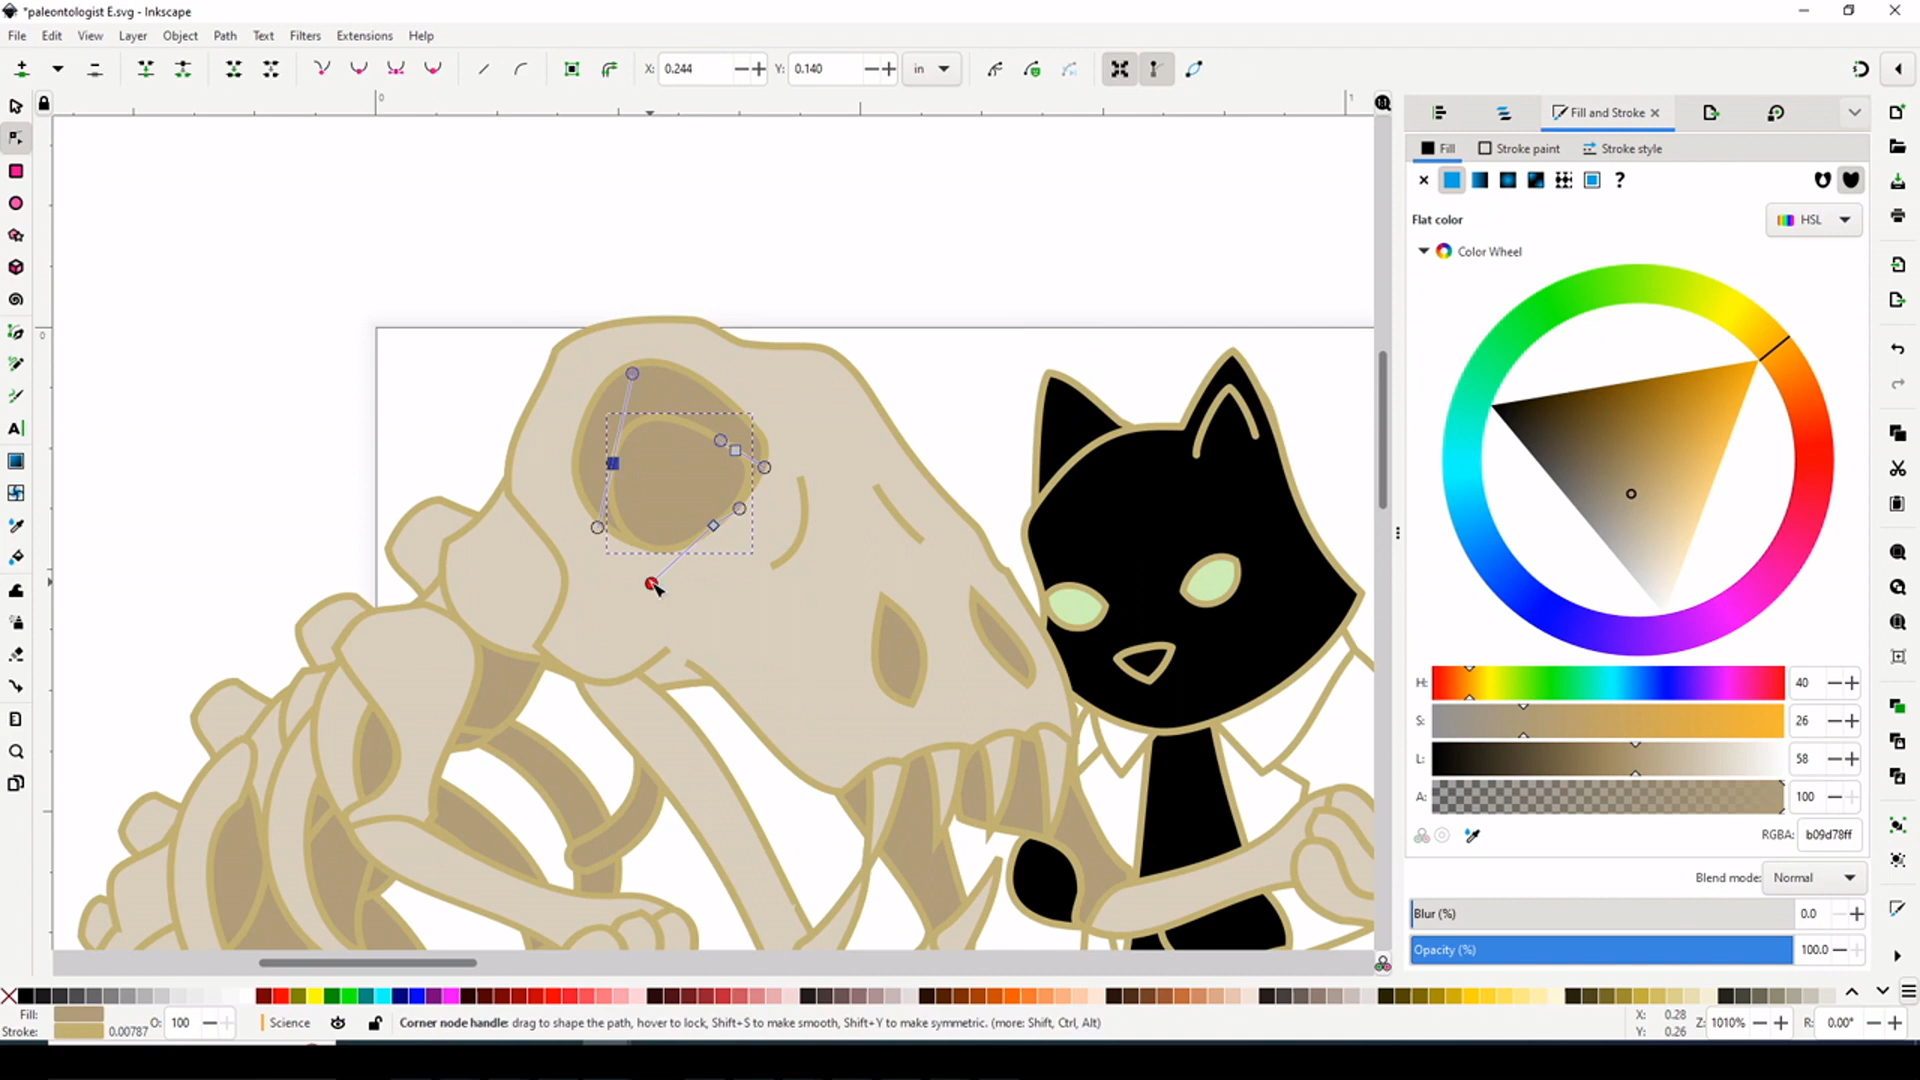 *paleontologist E.svg - Inkscape
File Edit View Layer Object Path Text Filters Extensions Help
X: 0.244 Y: 0.140 in
0 1
Fill and Stroke
Fill Stroke paint Stroke style
?
Flat color HSL
Color Wheel
0
H: 40
S: 26
L: 58
A: 100
RGBA: b09d78ff
Blend mode: Normal
Blur (%) 0.0
Opacity (%) 100.0
Fill: O: 100 Science Corner node handle: drag to shape the path, hover to lock, Shift+S to make smooth, Shift+Y to make symmetric. (more: Shift, Ctrl, Alt) X: 0.28 Z: 1010% R: 0.00°
Stroke: 0.00787 Y: 0.26